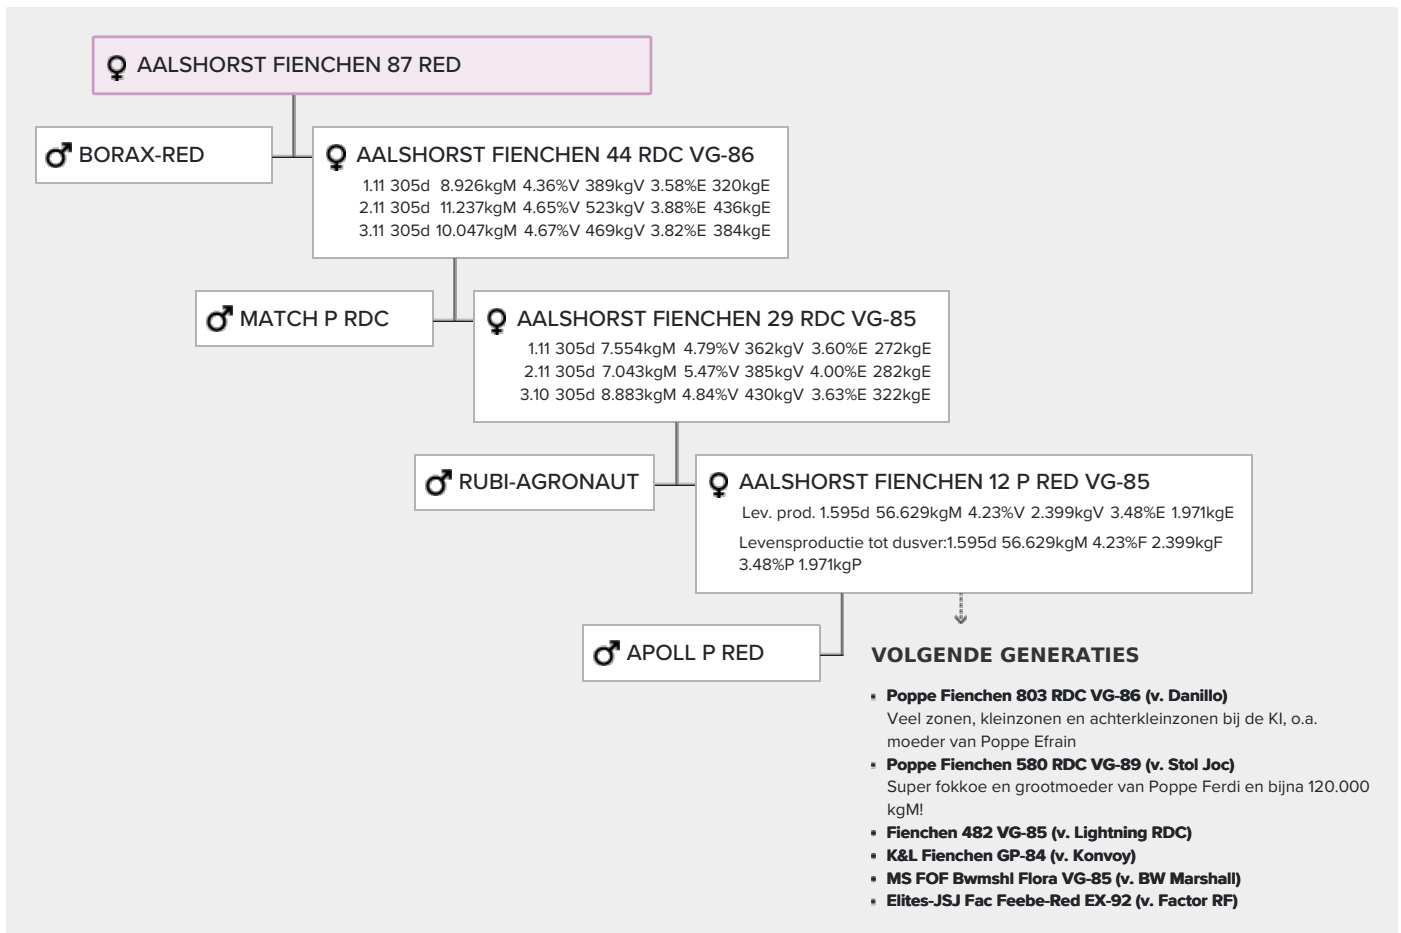 AALSHORST FIENCHEN 87 RED
BORAX-RED
AALSHORST FIENCHEN 44 RDC VG-86
1.11 305d 8.926kgM 4.36%V 389kgV 3.58%E 320kgE
2.11 305d 11.237kgM 4.65%V 523kgV 3.88%E 436kgE
3.11 305d 10.047kgM 4.67%V 469kgV 3.82%E 384kgE
MATCH P RDC
AALSHORST FIENCHEN 29 RDC VG-85
1.11 305d 7.554kgM 4.79%V 362kgV 3.60%E 272kgE
2.11 305d 7.043kgM 5.47%V 385kgV 4.00%E 282kgE
3.10 305d 8.883kgM 4.84%V 430kgV 3.63%E 322kgE
RUBI-AGRONAUT
AALSHORST FIENCHEN 12 P RED VG-85
Lev. prod. 1.595d 56.629kgM 4.23%V 2.399kgV 3.48%E 1.971kgE
Levensproductie tot dusver:1.595d 56.629kgM 4.23%F 2.399kgF
3.48%P 1.971kgP
APOLL P RED
VOLGENDE GENERATIES
Poppe Fienchen 803 RDC VG-86 (v. Danillo)
Veel zonen, kleinzonen en achterkleinzonen bij de KI, o.a.
moeder van Poppe Efrain
Poppe Fienchen 580 RDC VG-89 (v. Stol Joc)
Super fokkoe en grootmoeder van Poppe Ferdi en bijna 120.000
kgM!
Fienchen 482 VG-85 (v. Lightning RDC)
K&L Fienchen GP-84 (v. Konvoy)
MS FOF Bwmshl Flora VG-85 (v. BW Marshall)
Elites-JSJ Fac Feebe-Red EX-92 (v. Factor RF)